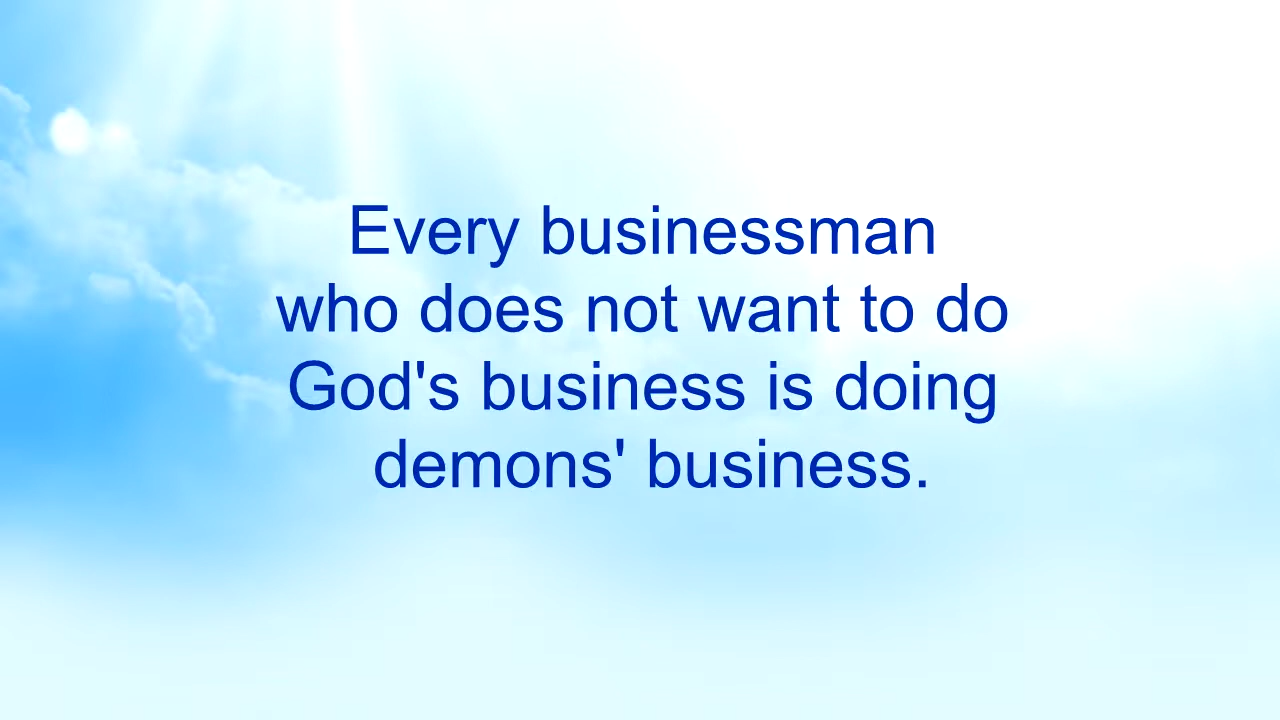 Every businessman
who does not want to do
God's business is doing
demons' business.